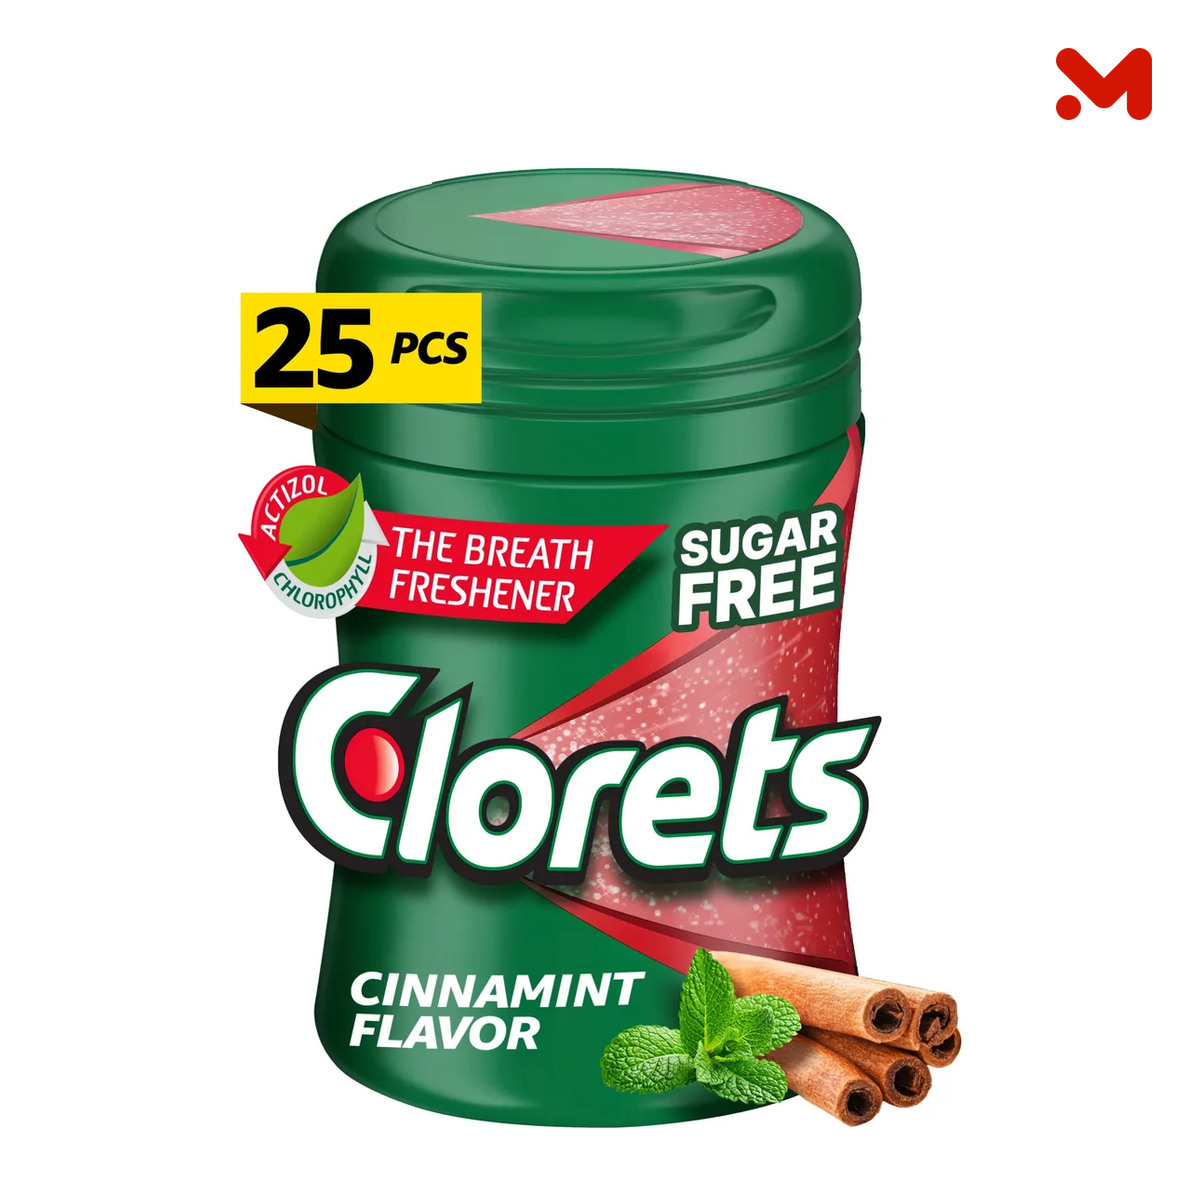 25 PCS
ACTIZOL
CHLOROPHYLL
THE BREATH
FRESHENER
SUGAR
FREE
Clorets
CINNAMINT
FLAVOR